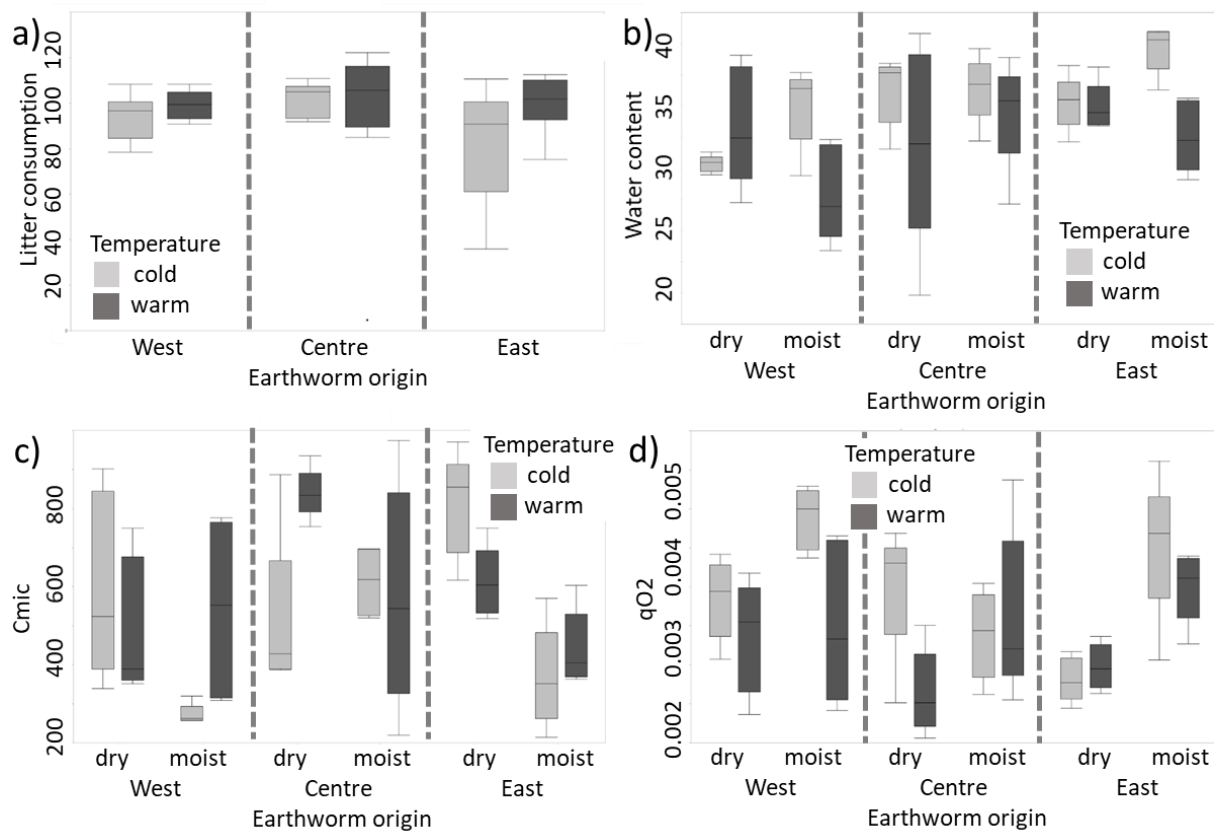 a)
Litter consumption
120
100
80
60
40
20
Temperature
cold
warm
West Centre East
Earthworm origin
b)
Water content
40
35
30
25
20
Temperature
cold
warm
dry moist dry moist dry moist
West Centre East
Earthworm origin
c)
Cmic
800
600
400
200
Temperature
cold
warm
dry moist dry moist dry moist
West Centre East
Earthworm origin
d)
qO2
0.005
0.004
0.003
0.002
Temperature
cold
warm
dry moist dry moist dry moist
West Centre East
Earthworm origin